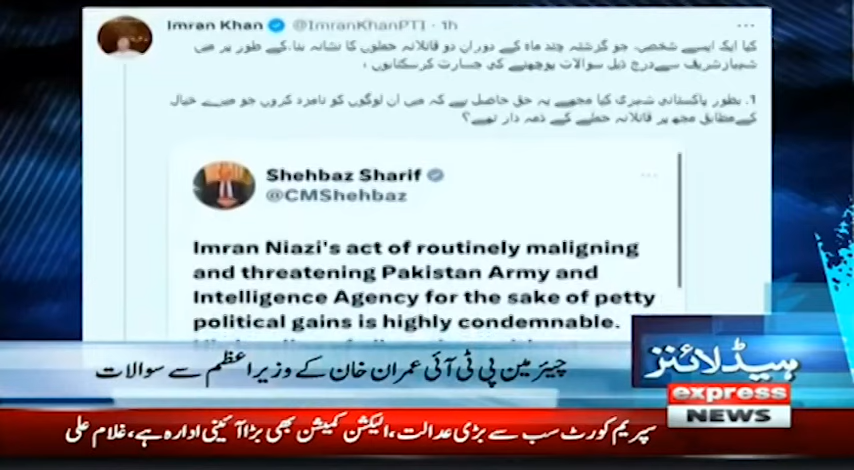 Imran Khan @ImranKhanPTI · 1h
کیا ایک ایسے شخص، جو گزشتہ چند ماہ کے دوران دو قاتلانہ حملوں کا نشانہ بنا، کے طور پر میں
شہباز شریف سے درج ذیل سوالات پوچھنے کی جسارت کرسکتا ہوں :
1. بطور پاکستانی شہری کیا مجھے یہ حق حاصل ہے کہ میں ان لوگوں کو نامزد کروں جو میرے خیال
کے مطابق مجھ پر قاتلانہ حملے کے ذمہ دار تھے؟
Shehbaz Sharif
@CMShehbaz
Imran Niazi's act of routinely maligning
and threatening Pakistan Army and
Intelligence Agency for the sake of petty
political gains is highly condemnable.
چیئرمین پی ٹی آئی عمران خان کے وزیراعظم سے سوالات
ہیڈلائنز
express
NEWS
سپریم کورٹ سب سے بڑی عدالت، الیکشن کمیشن بھی بڑا آئینی ادارہ ہے، غلام علی